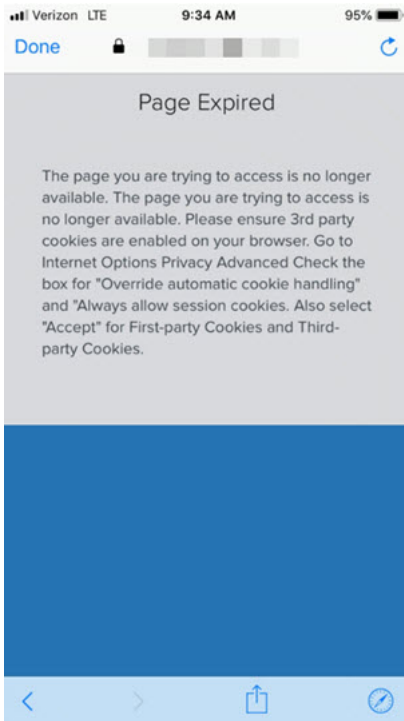 Verizon LTE 9:34 AM 95%
Done
Page Expired
The page you are trying to access is no longer
available. The page you are trying to access is
no longer available. Please ensure 3rd party
cookies are enabled on your browser. Go to
Internet Options Privacy Advanced Check the
box for "Override automatic cookie handling"
and "Always allow session cookies. Also select
"Accept" for First-party Cookies and Third-
party Cookies.